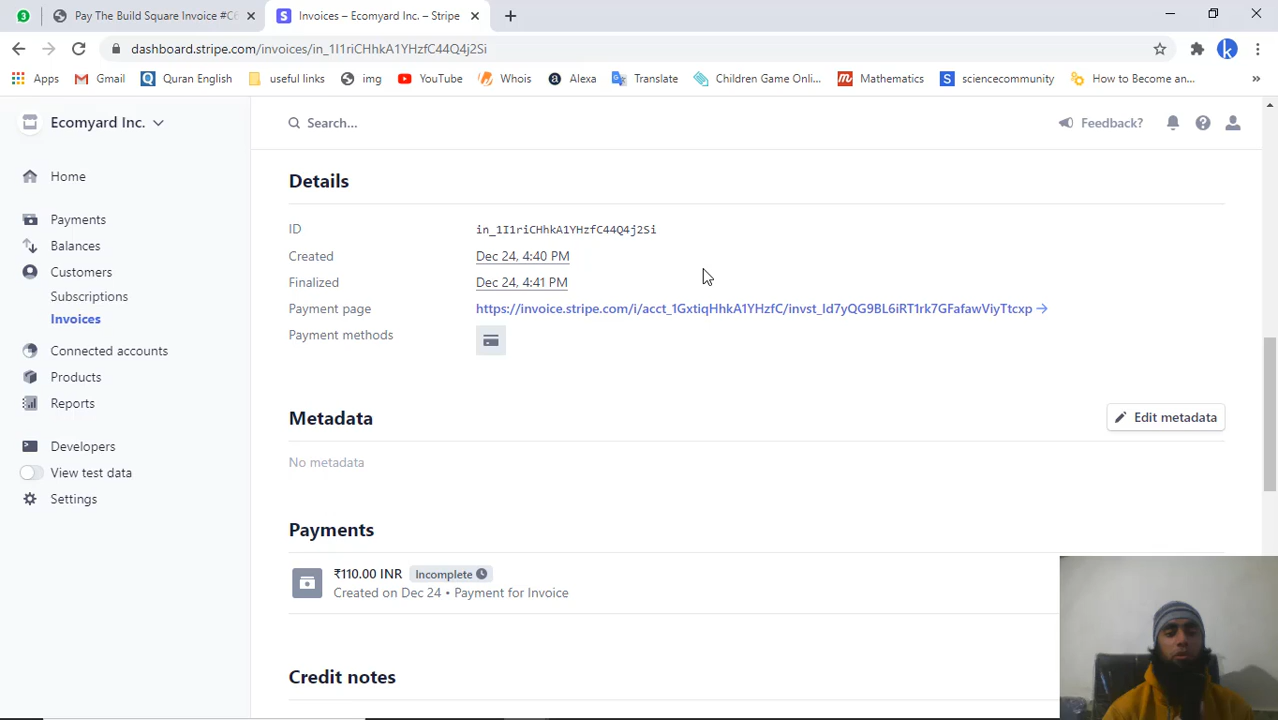 3
Pay The Build Square Invoice #C6
Invoices – Ecomyard Inc. – Stripe
dashboard.stripe.com/invoices/in_1I1riCHhkA1YHzfC44Q4j2Si
k
Apps
Gmail
Quran English
useful links
img
YouTube
Whois
Alexa
Translate
Children Game Onli...
Mathematics
sciencecommunity
How to Become an...
Ecomyard Inc.
Search...
Feedback?
Home
Payments
Balances
Customers
Subscriptions
Invoices
Connected accounts
Products
Reports
Developers
View test data
Settings
Details
ID in_1I1riCHhkA1YHzfC44Q4j2Si
Created Dec 24, 4:40 PM
Finalized Dec 24, 4:41 PM
Payment page https://invoice.stripe.com/i/acct_1GxtiqHhkA1YHzfC/invst_Id7yQG9BL6iRT1rk7GFafawViyTtcxp
Payment methods
Metadata
Edit metadata
No metadata
Payments
₹110.00 INR Incomplete
Created on Dec 24 • Payment for Invoice
Credit notes